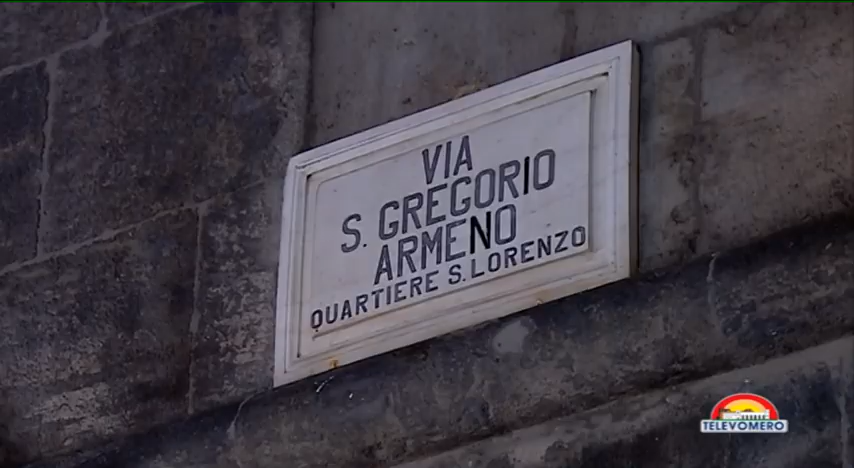 VIA
S. GREGORIO
ARMENO
QUARTIERE S. LORENZO
TELEVOMERO